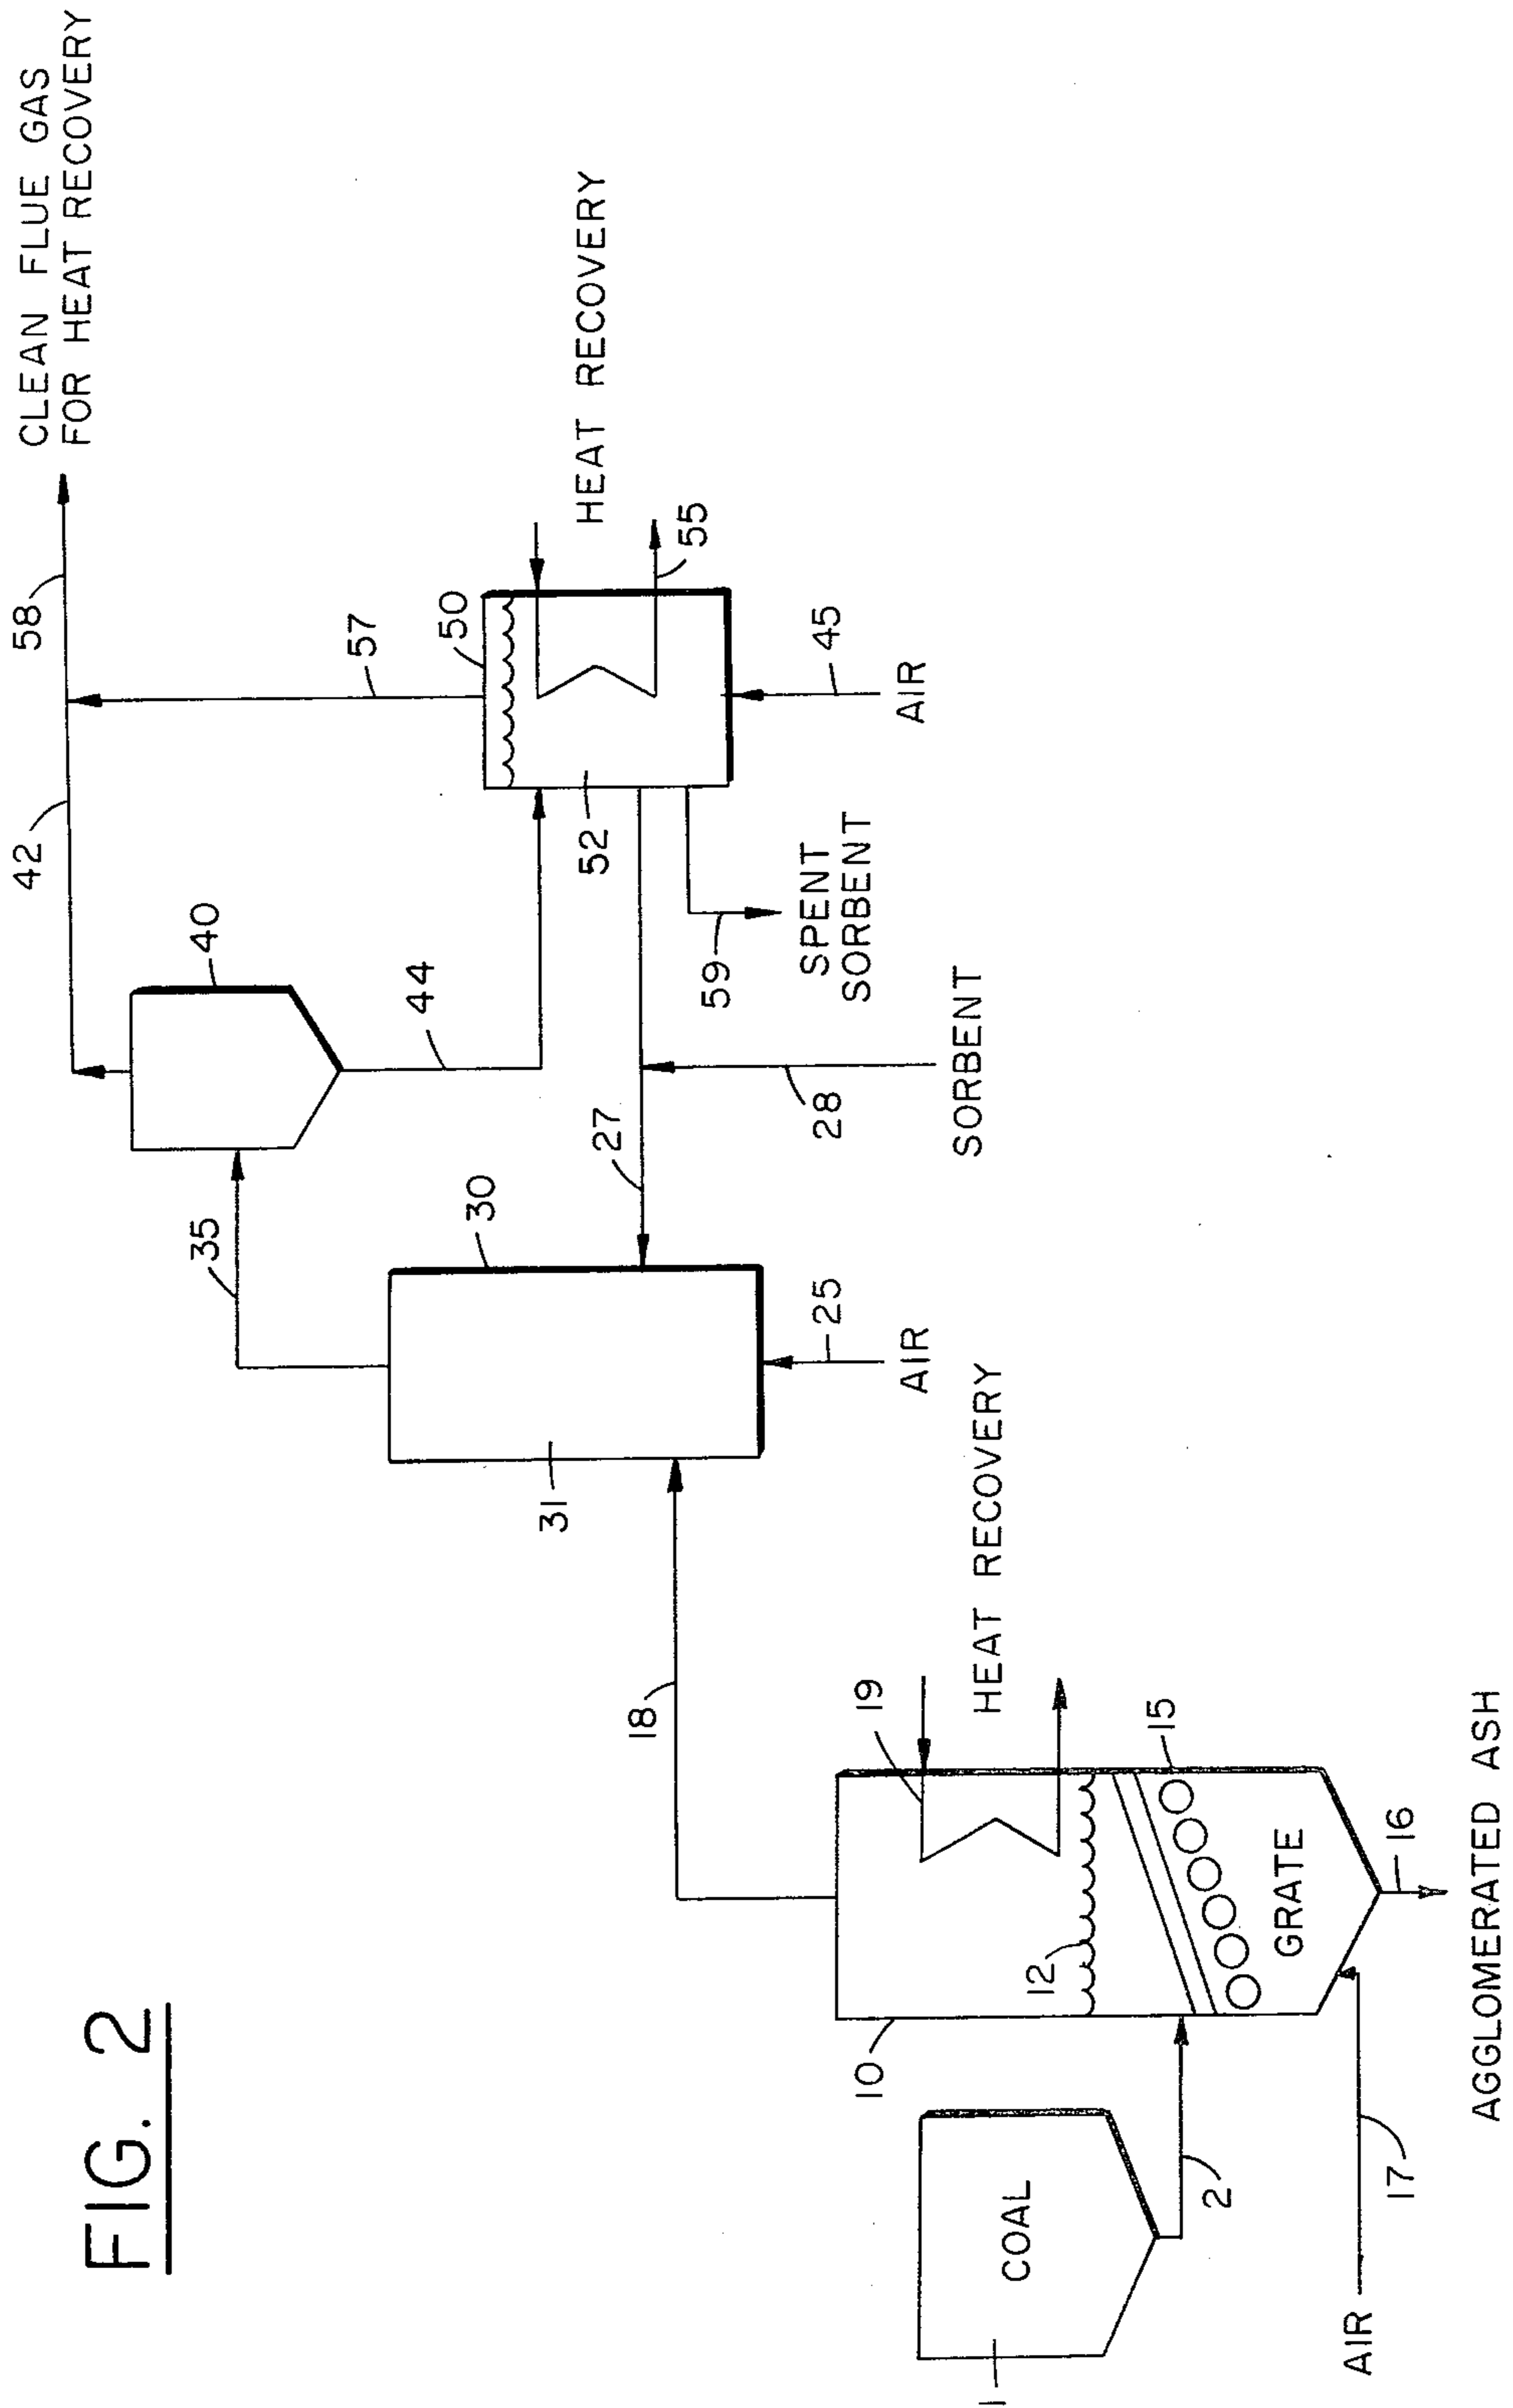 FIG. 2
CLEAN FLUE GAS
FOR HEAT RECOVERY
42
58
40
35
57
50
44
HEAT RECOVERY
55
52
30
27
59
45
AIR
SPENT
SORBENT
28
SORBENT
31
25
AIR
18
19
HEAT RECOVERY
10
12
15
GRATE
16
AGGLOMERATED ASH
1
COAL
2
17
AIR